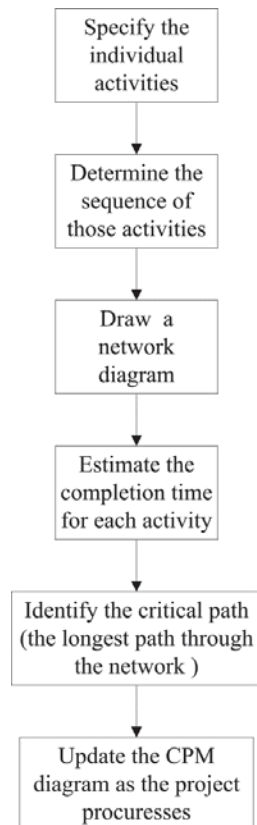 Specify the
individual
activities
Determine the
sequence of
those activities
Draw a
network
diagram
Estimate the
completion time
for each activity
Identify the critical path
(the longest path through
the network )
Update the CPM
diagram as the project
procuresses